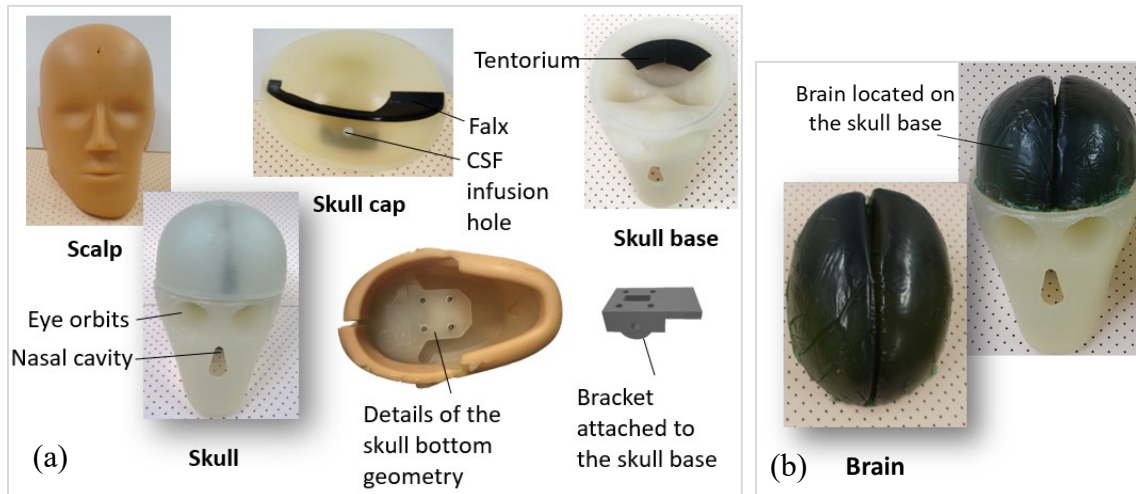 Scalp
Skull cap
Falx
CSF
infusion
hole
Tentorium
Skull base
Eye orbits
Nasal cavity
Skull
Details of the
skull bottom
geometry
Bracket
attached to
the skull base
(a)
Brain located on
the skull base
(b)
Brain